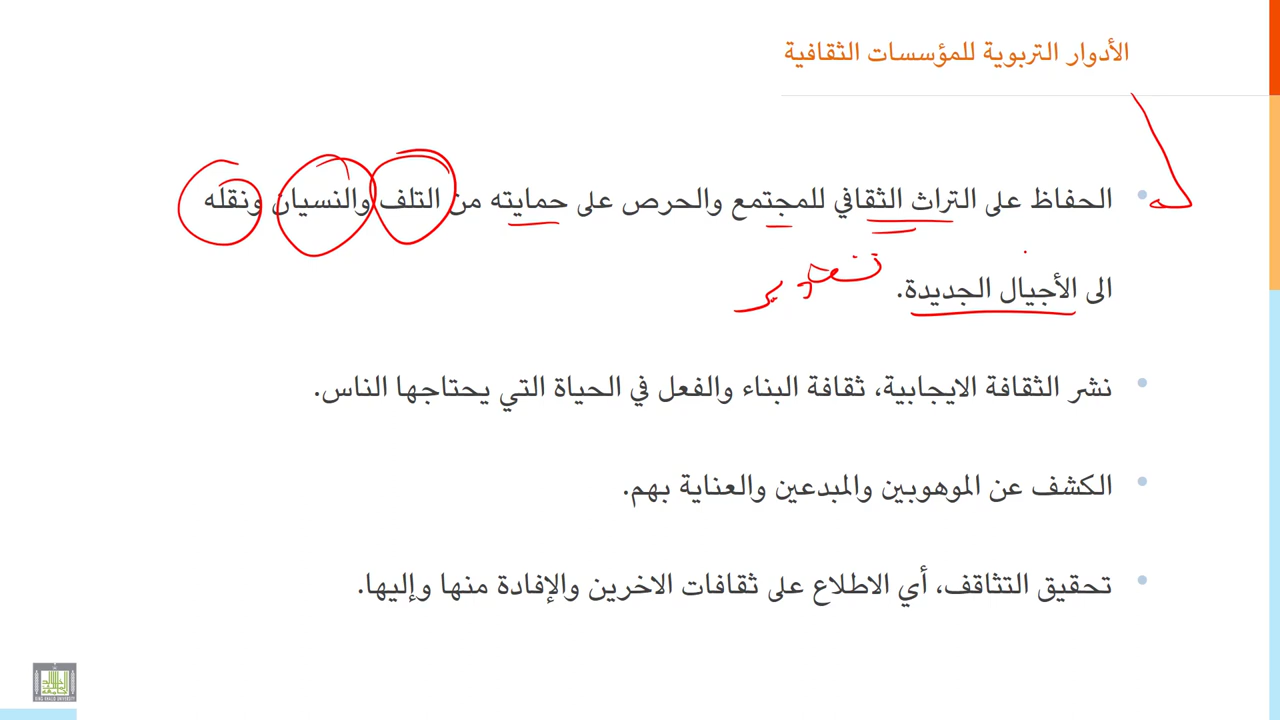 الأدوار التربوية للمؤسسات الثقافية
الحفاظ على التراث الثقافي للمجتمع والحرص على حمايته من التلف والنسيان ونقله
الى الأجيال الجديدة.
نشر الثقافة الايجابية، ثقافة البناء والفعل في الحياة التي يحتاجها الناس.
الكشف عن الموهوبين والمبدعين والعناية بهم.
تحقيق التثاقف، أي الاطلاع على ثقافات الاخرين والإفادة منها وإليها.